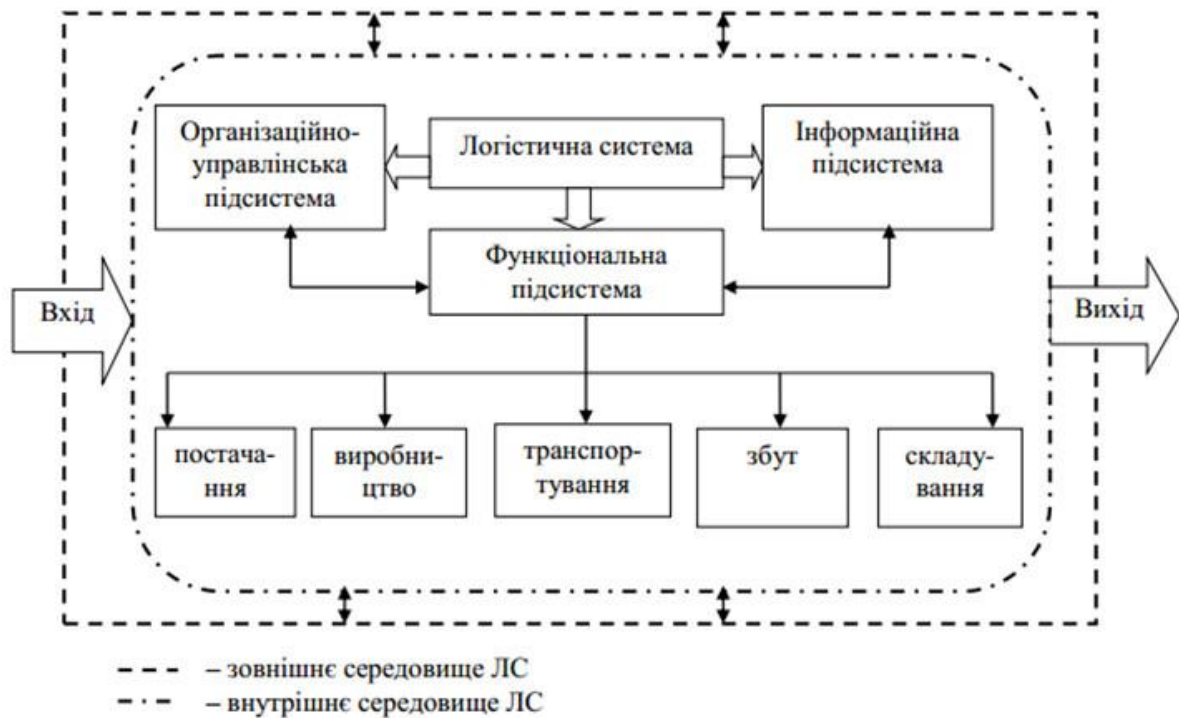 Організаційно-
управлінська
підсистема
Логістична система
Інформаційна
підсистема
Функціональна
підсистема
Вхід
Вихід
постача-
ння
виробни-
цтво
транспор-
тування
збут
складу-
вання
– зовнішнє середовище ЛС
– внутрішнє середовище ЛС